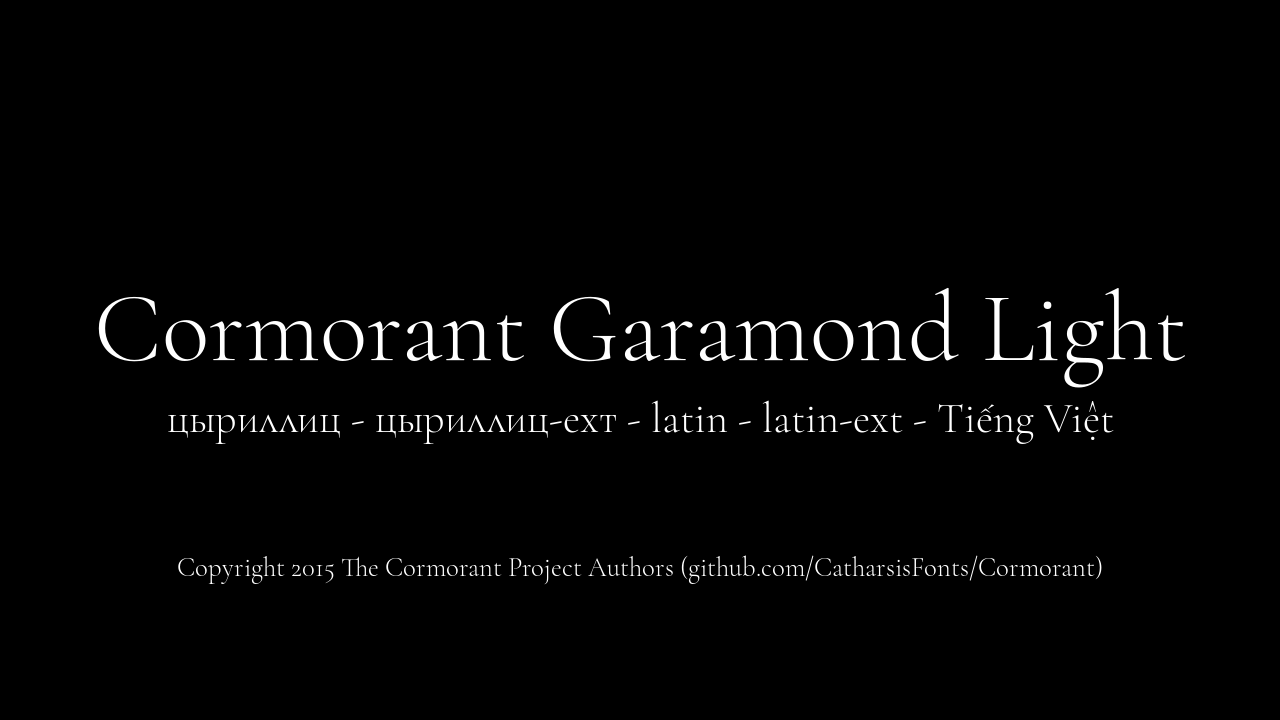 Cormorant Garamond Light
цыриллиц - цыриллиц-ехт - latin - latin-ext - Tiếng Việt
Copyright 2015 The Cormorant Project Authors (github.com/CatharsisFonts/Cormorant)